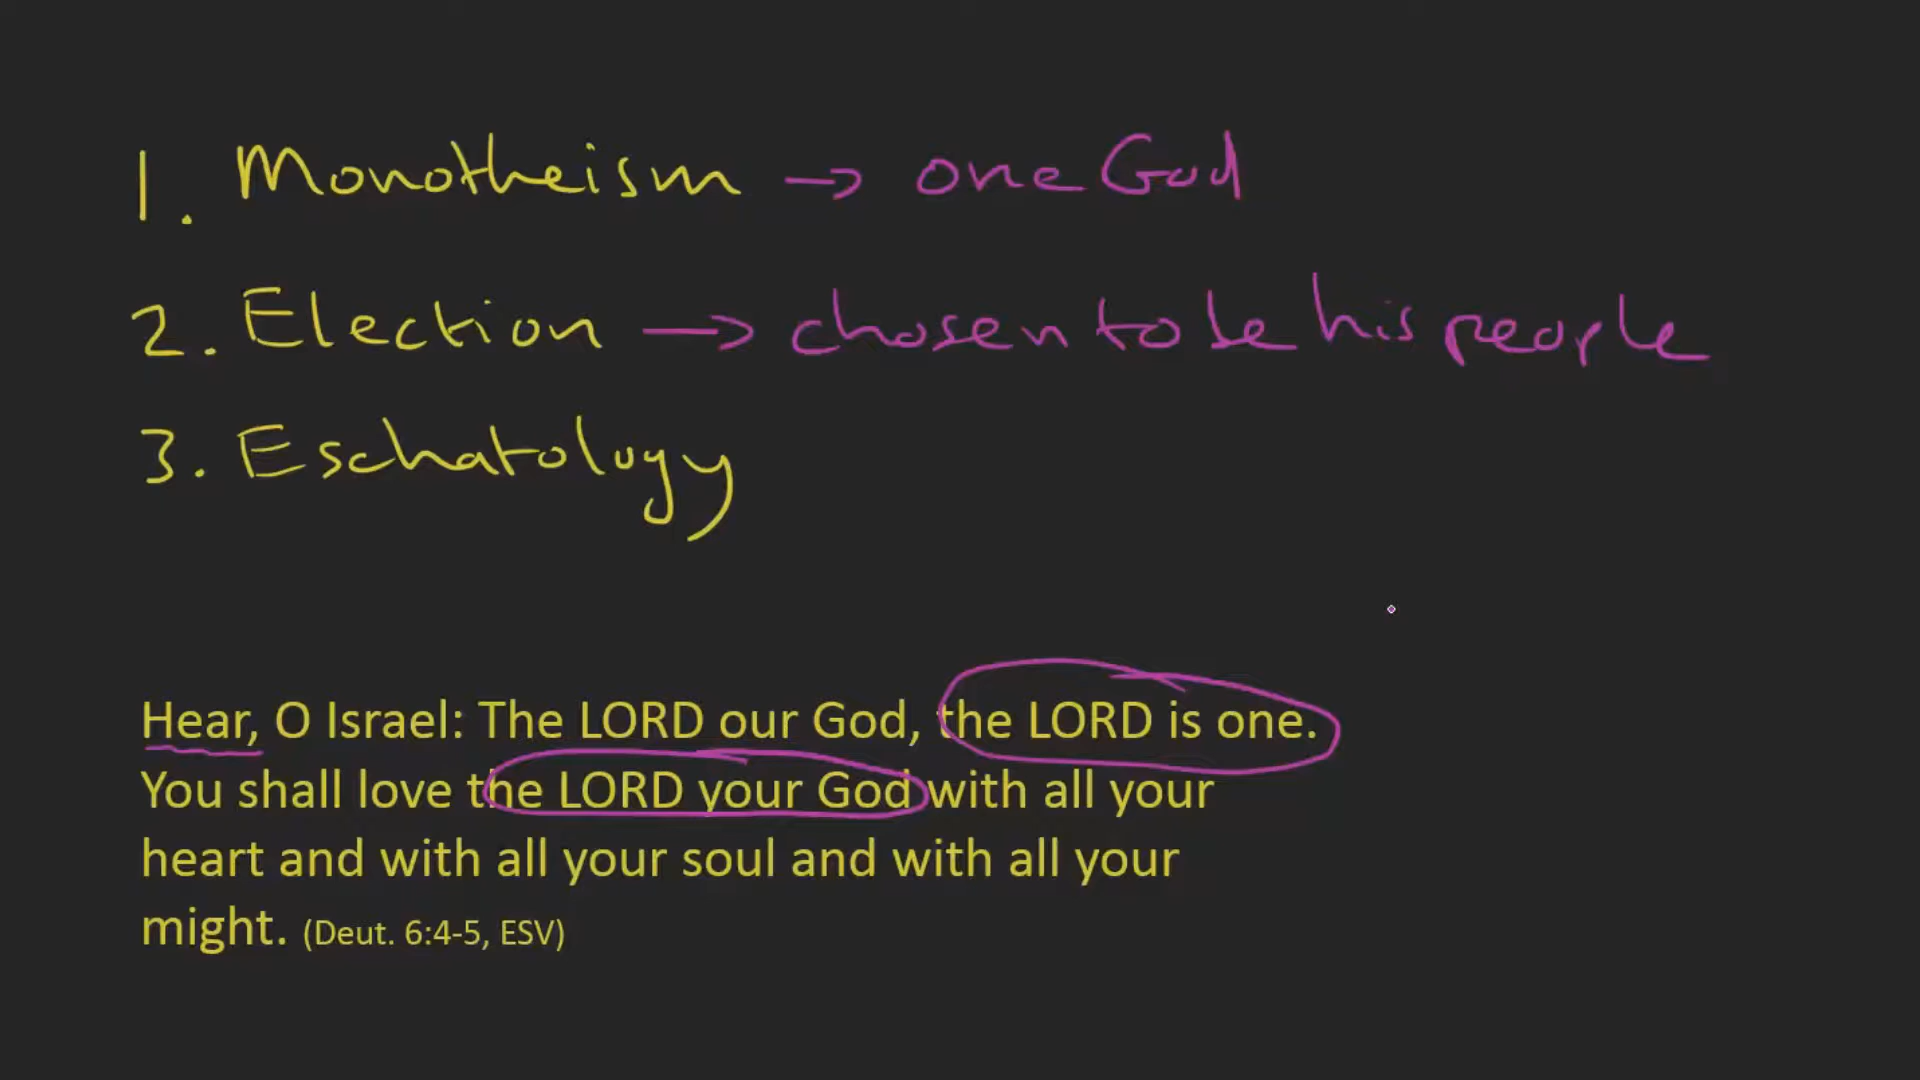 1. Monotheism → one God
2. Election → chosen to be his people
3. Eschatology
Hear, O Israel: The LORD our God, the LORD is one.
You shall love the LORD your God with all your
heart and with all your soul and with all your
might. (Deut. 6:4-5, ESV)